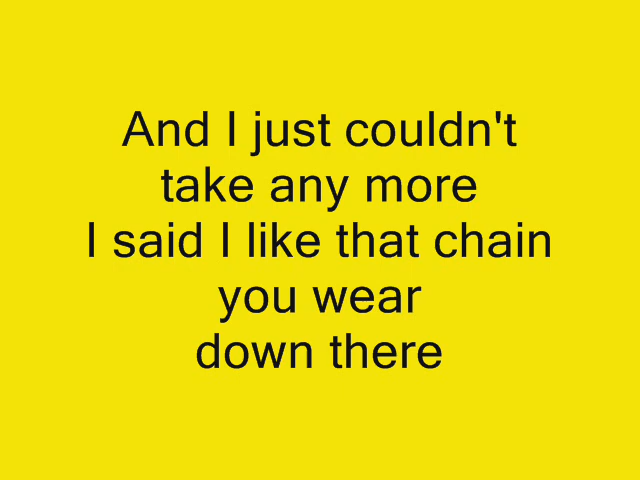 And I just couldn't
take any more
I said I like that chain
you wear
down there